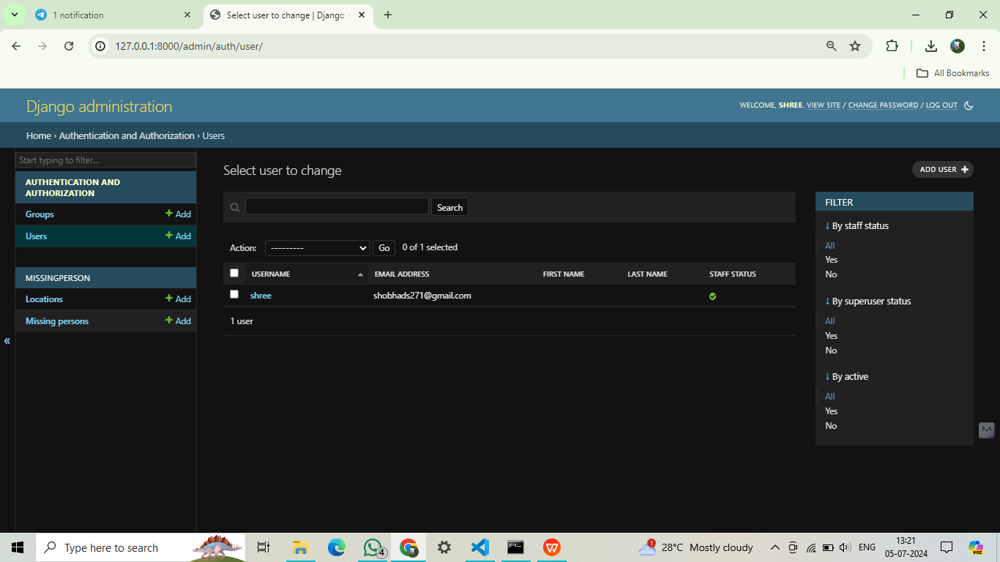 1 notification
Select user to change | Django s
127.0.0.1:8000/admin/auth/user/
All Bookmarks
Django administration
WELCOME, SHREE. VIEW SITE / CHANGE PASSWORD / LOG OUT
Home › Authentication and Authorization › Users
Start typing to filter...
AUTHENTICATION AND
AUTHORIZATION
Groups + Add
Users + Add
MISSINGPERSON
Locations + Add
Missing persons + Add
«
Select user to change
ADD USER +
Search
Action: --------- Go 0 of 1 selected
USERNAME EMAIL ADDRESS FIRST NAME LAST NAME STAFF STATUS
shree shobhads271@gmail.com
1 user
FILTER
↓ By staff status
All
Yes
No
↓ By superuser status
All
Yes
No
↓ By active
All
Yes
No
Type here to search
4
1
28°C Mostly cloudy
ENG
13:21
05-07-2024
PRE